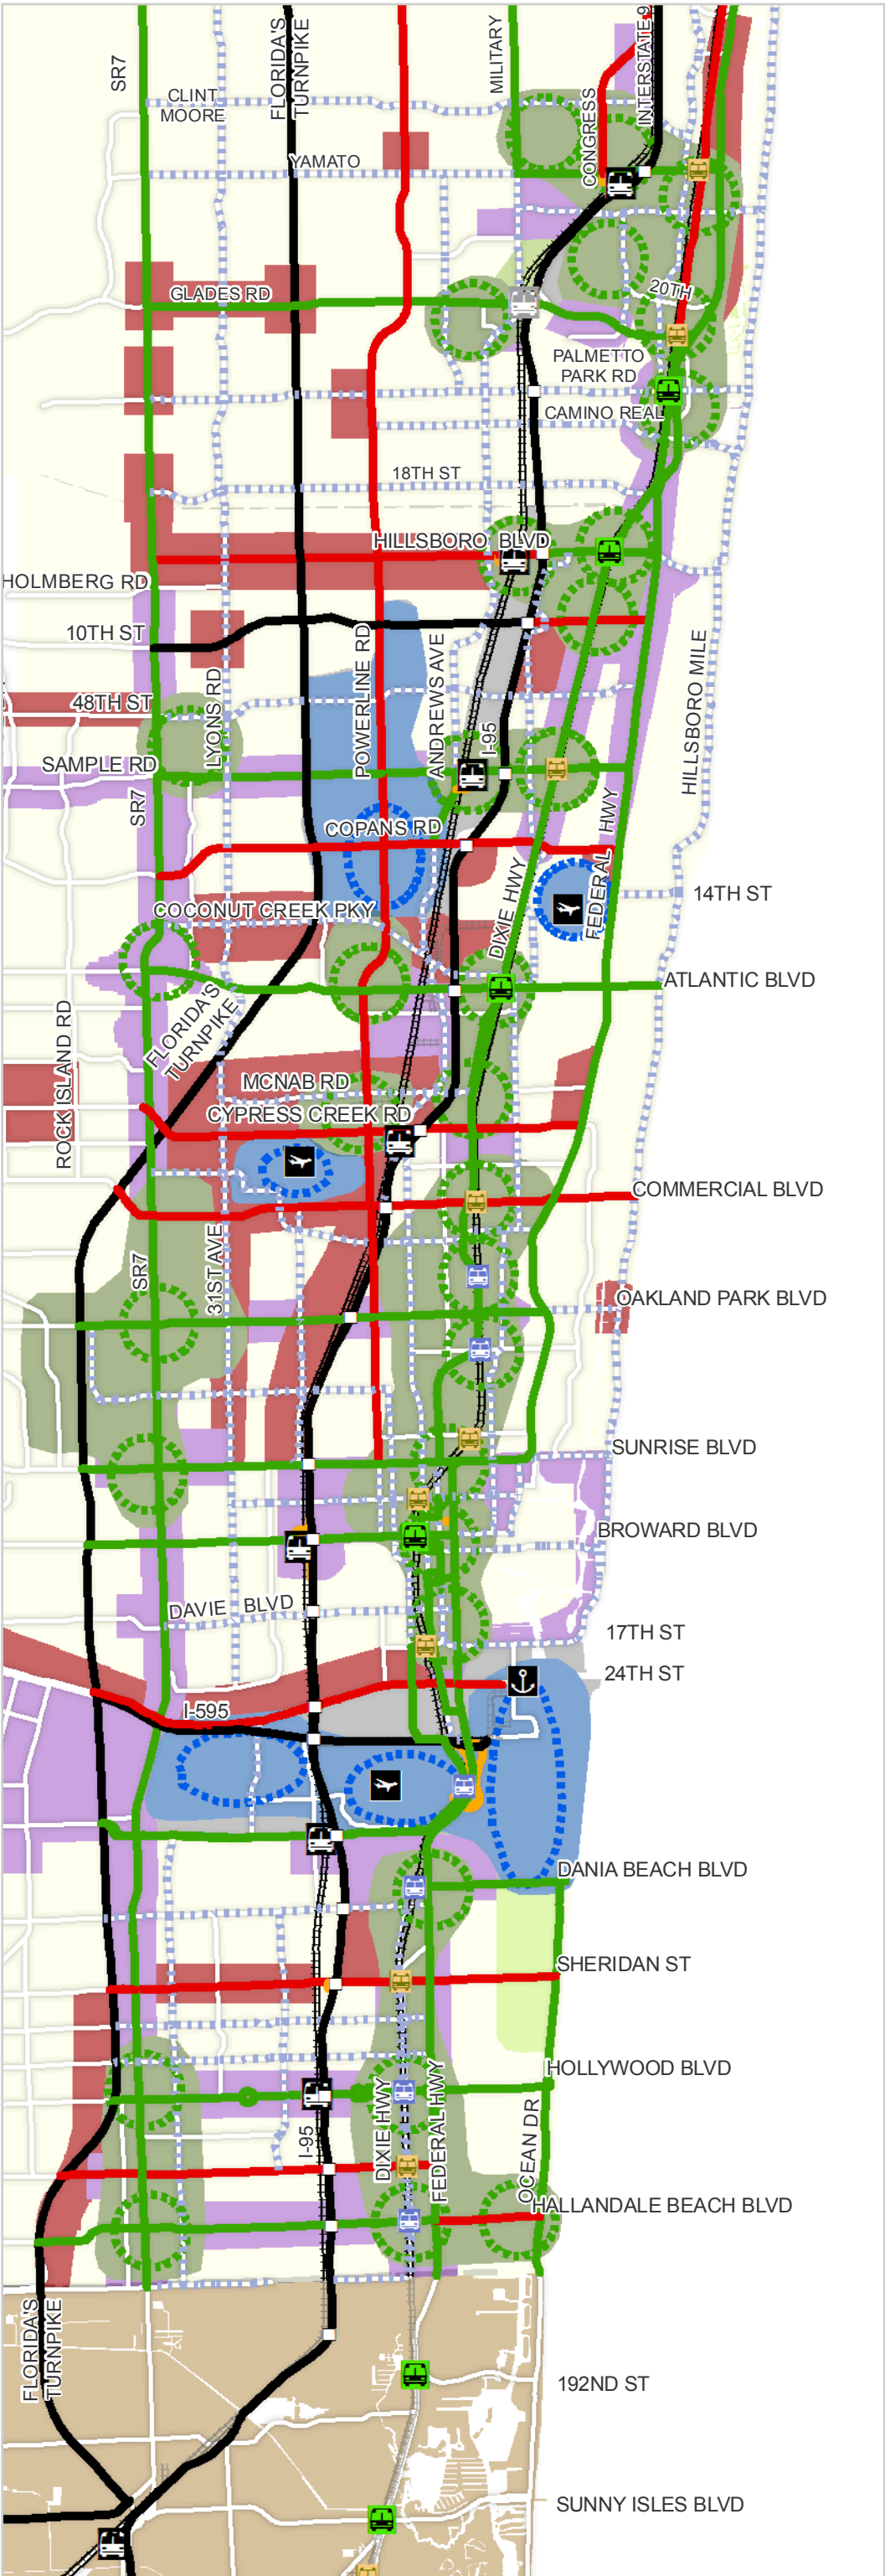 SR7
FLORIDA'S
TURNPIKE
MILITARY
INTERSTATE 9
CONGRESS
CLINT
MOORE
YAMATO
20TH
GLADES RD
PALMETTO
PARK RD
CAMINO REAL
18TH ST
HILLSBORO BLVD
HOLMBERG RD
10TH ST
POWERLINE RD
ANDREWS AVE
HILLSBORO MILE
LYONS RD
48TH ST
I-95
SAMPLE RD
SR7
COPANS RD
FEDERAL HWY
DIXIE HWY
14TH ST
COCONUT CREEK PKY
ATLANTIC BLVD
FLORIDA'S
TURNPIKE
ROCK ISLAND RD
MCNAB RD
CYPRESS CREEK RD
COMMERCIAL BLVD
SR7
31ST AVE
OAKLAND PARK BLVD
SUNRISE BLVD
BROWARD BLVD
DAVIE BLVD
17TH ST
24TH ST
I-595
DANIA BEACH BLVD
SHERIDAN ST
HOLLYWOOD BLVD
I-95
DIXIE HWY
FEDERAL HWY
OCEAN DR
HALLANDALE BEACH BLVD
FLORIDA'S
TURNPIKE
192ND ST
SUNNY ISLES BLVD